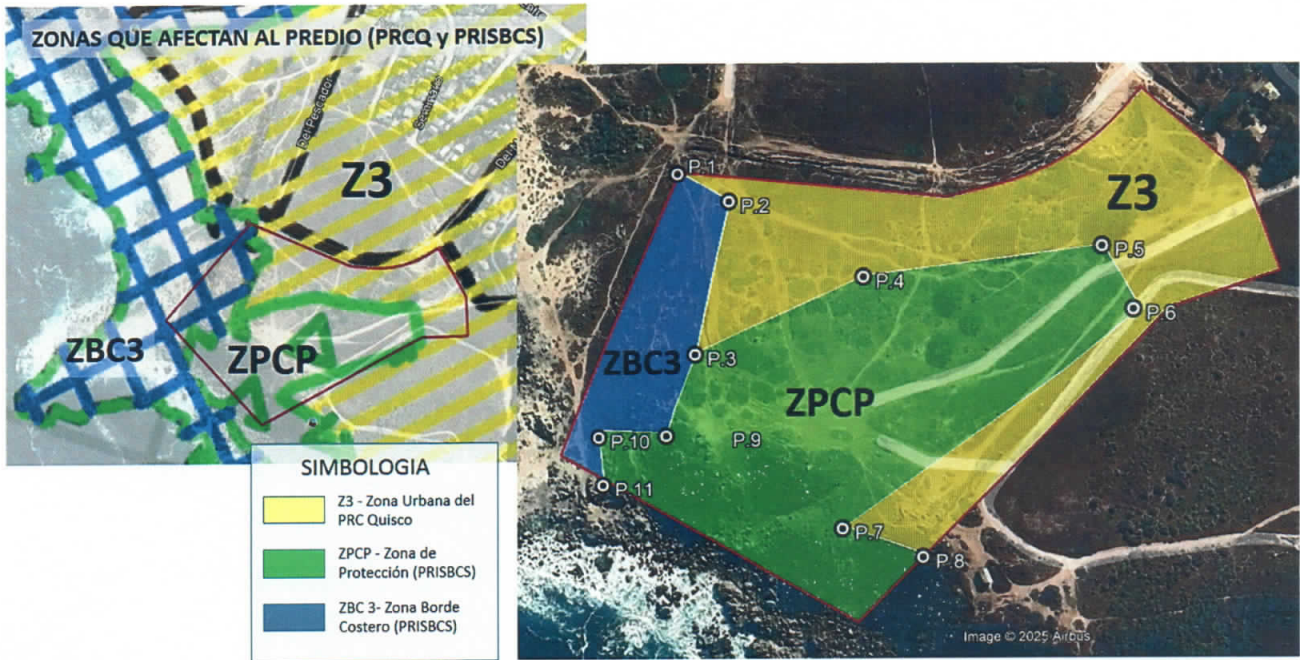 ZONAS QUE AFECTAN AL PREDIO (PRCQ y PRISBCS)
Del Pescador
Z3
ZBC3
ZPCP
SIMBOLOGIA
Z3 - Zona Urbana del
PRC Quisco
ZPCP - Zona de
Protección (PRISBCS)
ZBC 3- Zona Borde
Costero (PRISBCS)
P.1
P.2
Z3
P.5
P.4
P.6
P.3
ZBC3
ZPCP
P.10
P.9
P.11
P.7
P.8
Image © 2025 Airbus